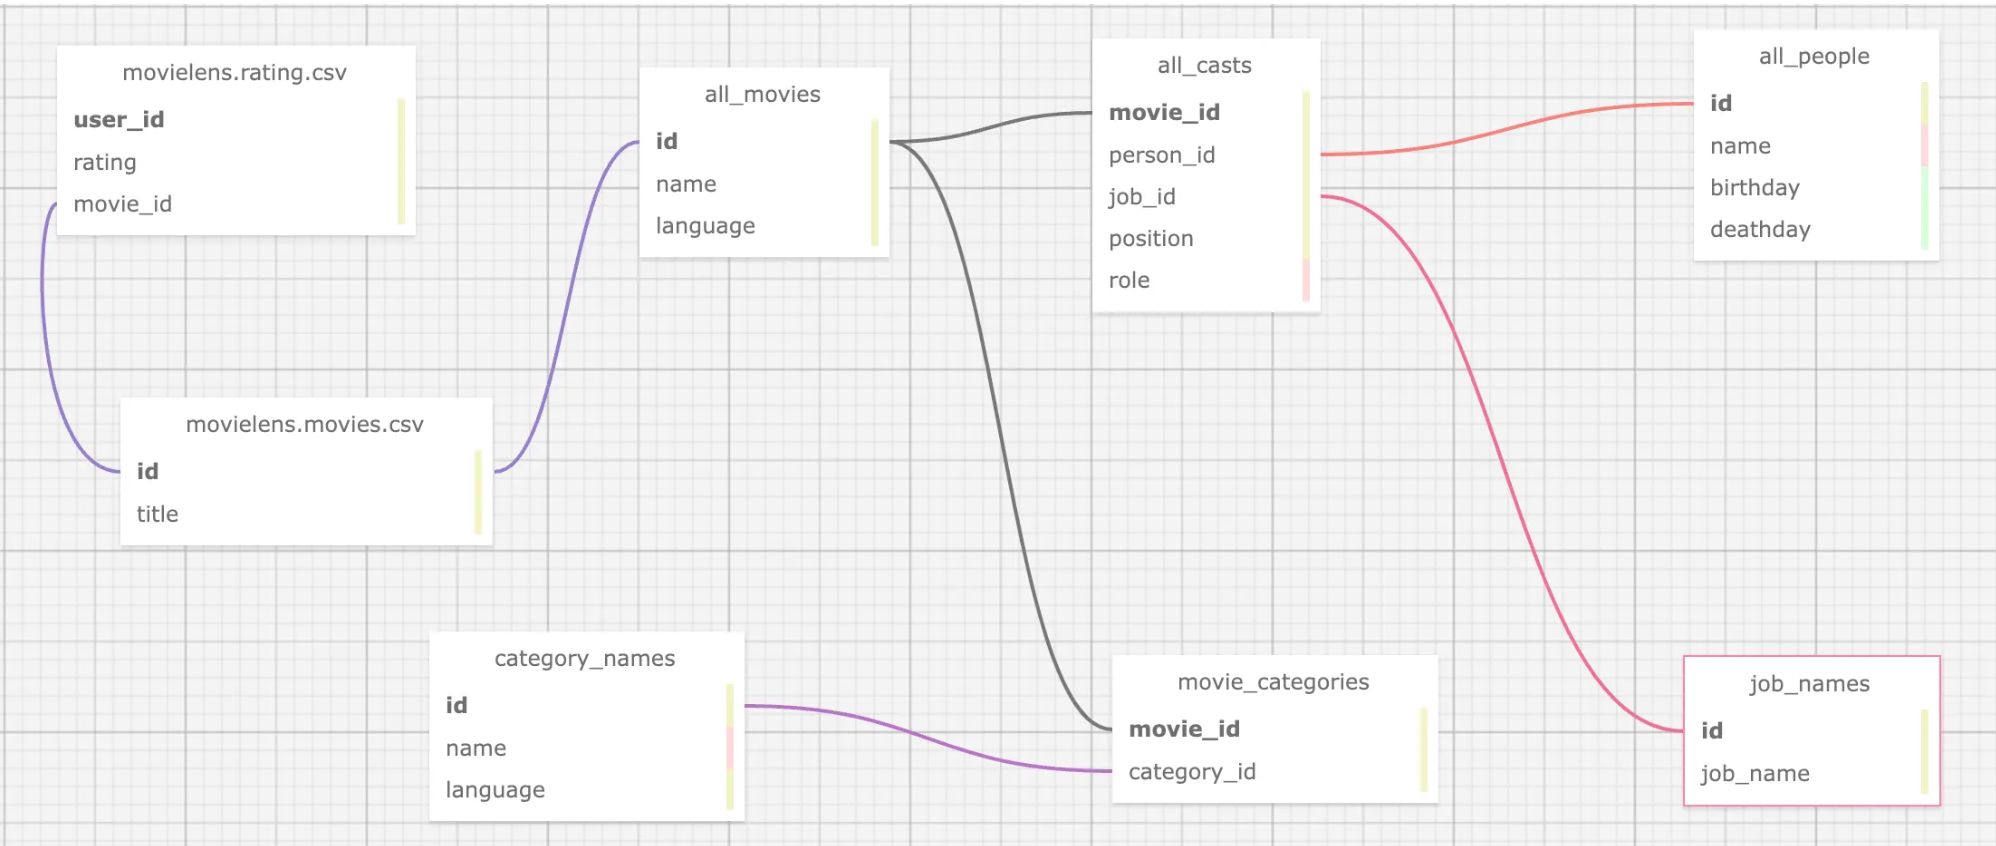 movielens.rating.csv
user_id
rating
movie_id
all_movies
id
name
language
all_casts
movie_id
person_id
job_id
position
role
all_people
id
name
birthday
deathday
movielens.movies.csv
id
title
category_names
id
name
language
movie_categories
movie_id
category_id
job_names
id
job_name